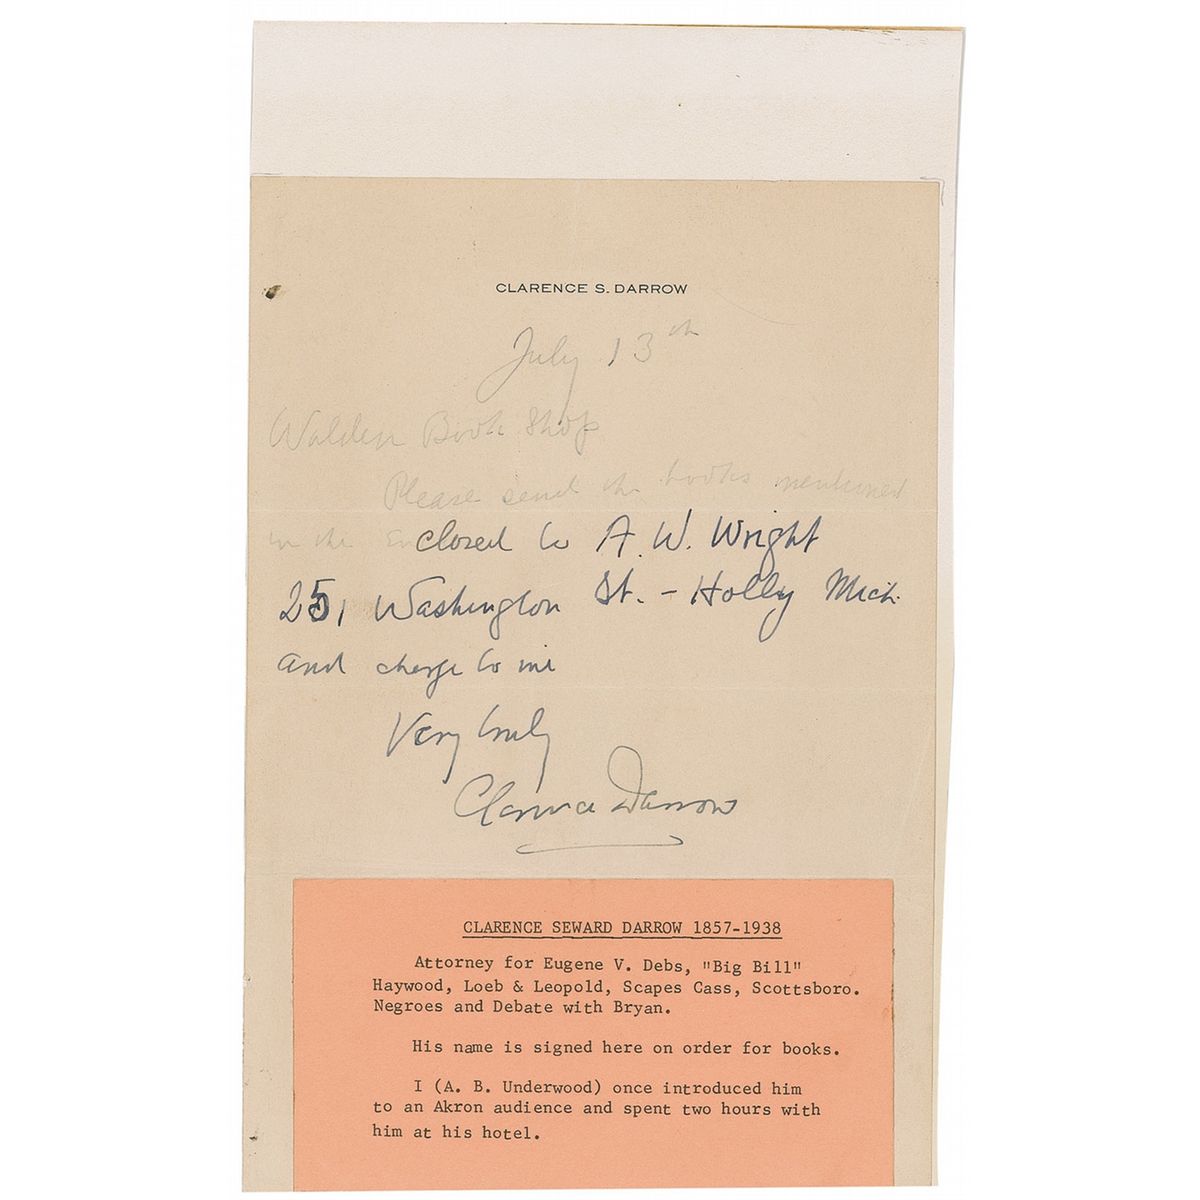 CLARENCE S. DARROW
July 13th
Walden Book Shop
Please send the books mentioned
in the enclosed to A. W. Wright
251 Washington St. - Holly Mich.
and charge to me
Very truly
Clarence Darrow
CLARENCE SEWARD DARROW 1857-1938
Attorney for Eugene V. Debs, "Big Bill"
Haywood, Loeb & Leopold, Scapes Cass, Scottsboro.
Negroes and Debate with Bryan.
His name is signed here on order for books.
I (A. B. Underwood) once introduced him
to an Akron audience and spent two hours with
him at his hotel.